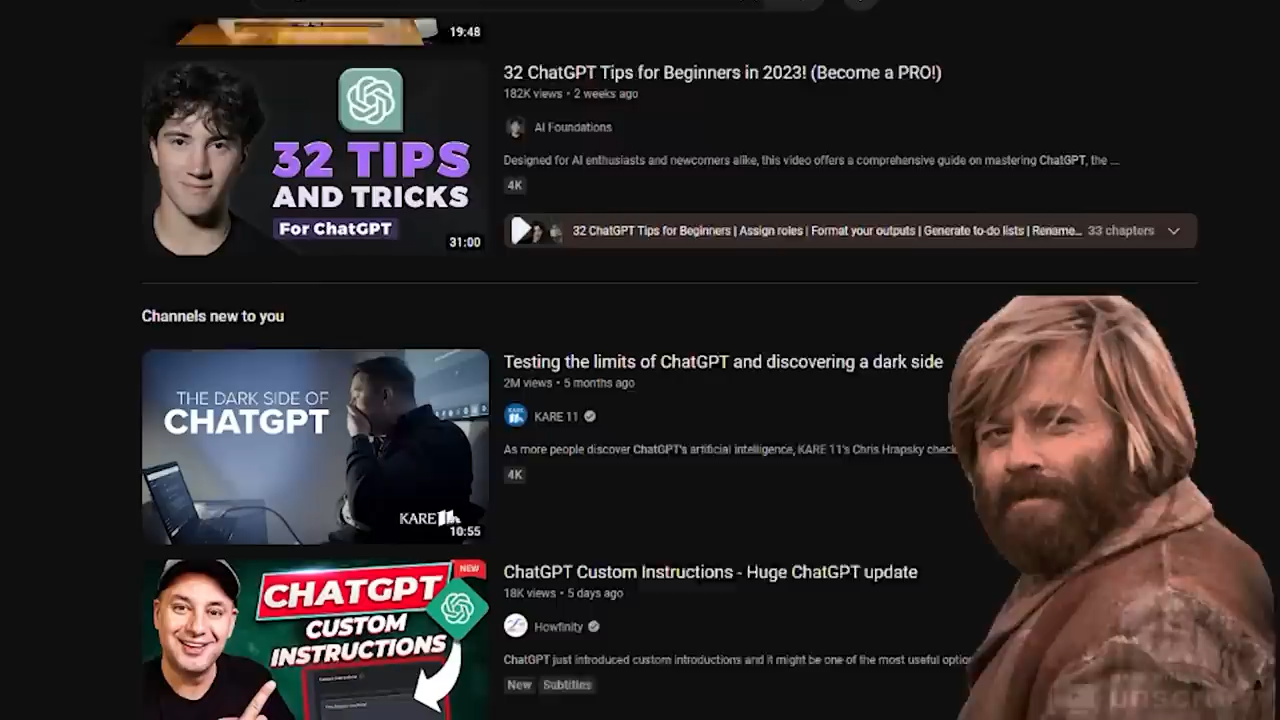 19:48
32 TIPS
AND TRICKS
For ChatGPT
31:00
32 ChatGPT Tips for Beginners in 2023! (Become a PRO!)
182K views • 2 weeks ago
AI Foundations
Designed for AI enthusiasts and newcomers alike, this video offers a comprehensive guide on mastering ChatGPT, the ...
4K
32 ChatGPT Tips for Beginners | Assign roles | Format your outputs | Generate to-do lists | Rename... 33 chapters
Channels new to you
THE DARK SIDE OF
CHATGPT
KARE 11
10:55
Testing the limits of ChatGPT and discovering a dark side
2M views • 5 months ago
KARE 11
As more people discover ChatGPT's artificial intelligence, KARE 11's Chris Hrapsky check
4K
NEW
CHATGPT
CUSTOM
INSTRUCTIONS
ChatGPT Custom Instructions - Huge ChatGPT update
18K views • 5 days ago
Howfinity
ChatGPT just introduced custom introductions and it might be one of the most useful option
New Subtitles
unscr